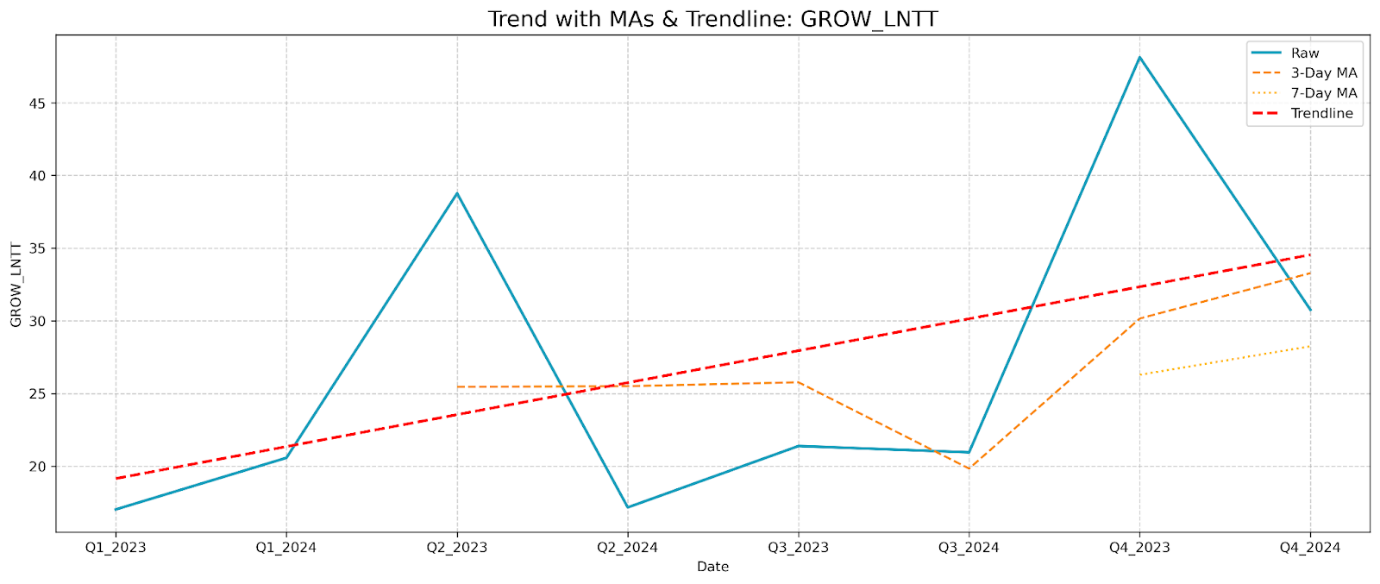 Trend with MAs & Trendline: GROW_LNTT
Raw
3-Day MA
7-Day MA
Trendline
GROW_LNTT
45
40
35
30
25
20
Q1_2023 Q1_2024 Q2_2023 Q2_2024 Q3_2023 Q3_2024 Q4_2023 Q4_2024
Date